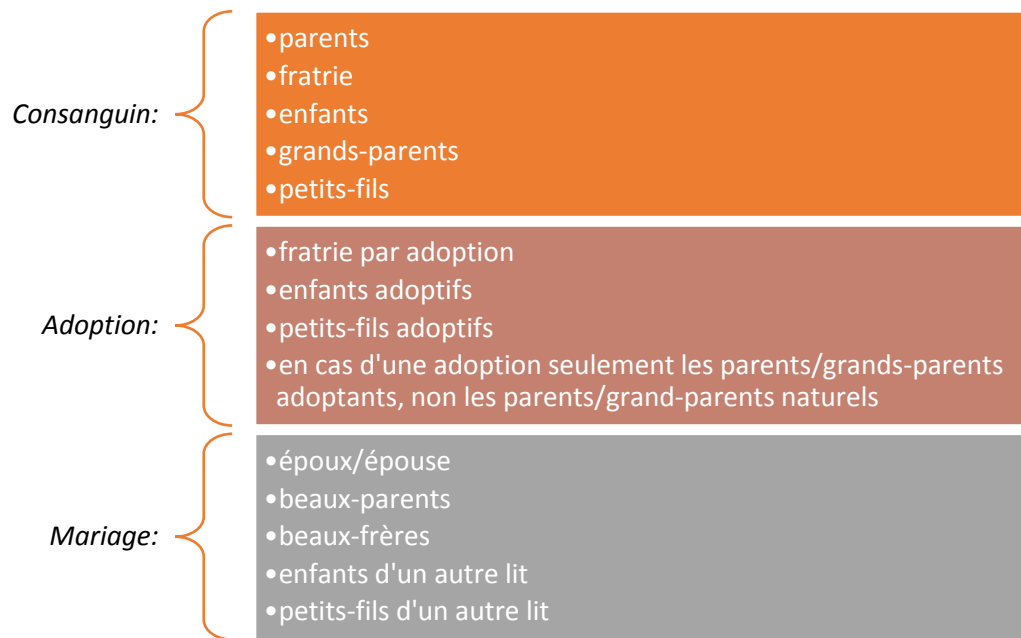 Consanguin:
•parents
•fratrie
•enfants
•grands-parents
•petits-fils
Adoption:
•fratrie par adoption
•enfants adoptifs
•petits-fils adoptifs
•en cas d'une adoption seulement les parents/grands-parents
adoptants, non les parents/grand-parents naturels
Mariage:
•époux/épouse
•beaux-parents
•beaux-frères
•enfants d'un autre lit
•petits-fils d'un autre lit